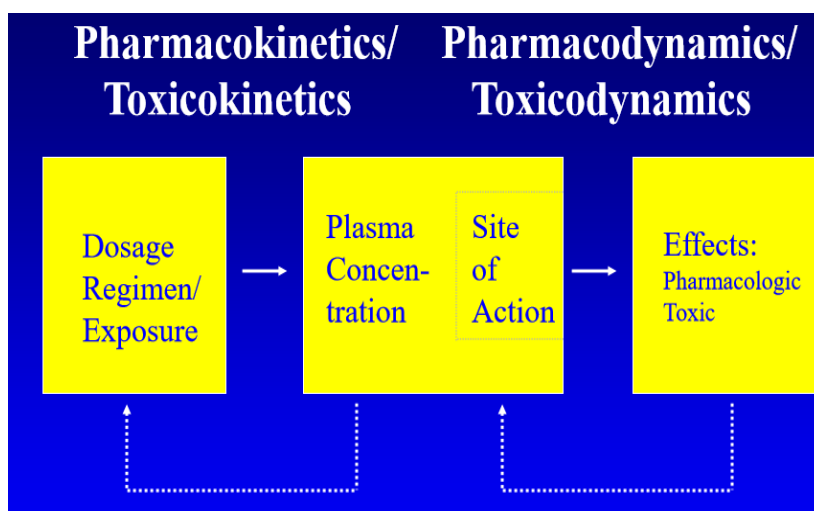 Pharmacokinetics/
Toxicokinetics
Pharmacodynamics/
Toxicodynamics
Dosage
Regimen/
Exposure
Plasma
Concen-
tration
Site
of
Action
Effects:
Pharmacologic
Toxic